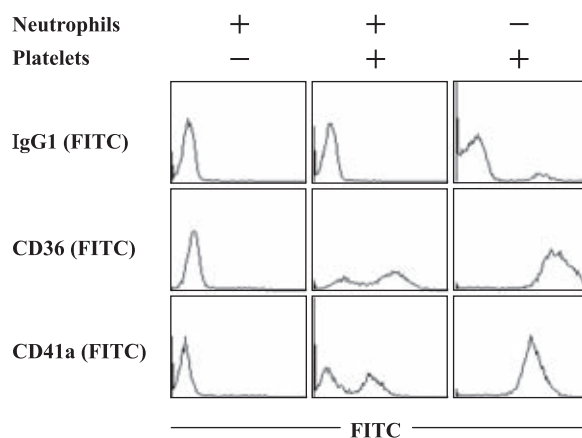 Neutrophils + + −
Platelets − + +
IgG1 (FITC)
CD36 (FITC)
CD41a (FITC)
FITC